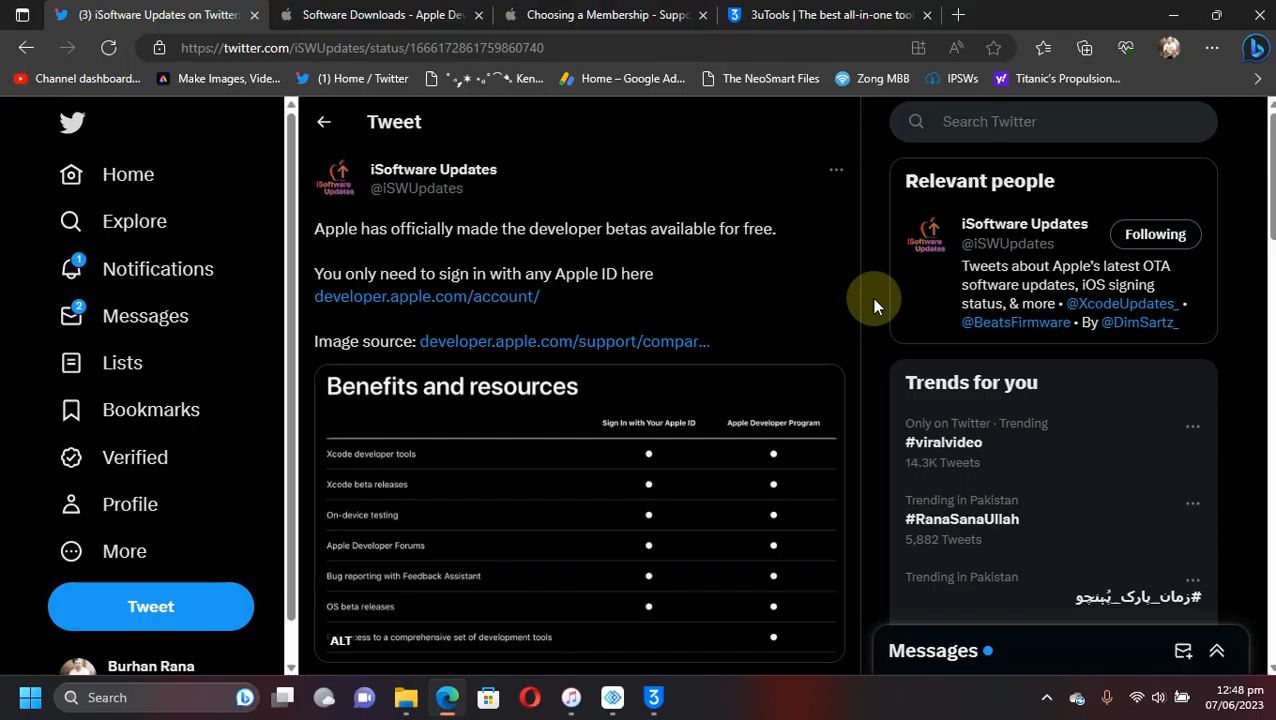 (3) iSoftware Updates on Twitter:
Software Downloads - Apple Dev
Choosing a Membership - Suppo
3uTools | The best all-in-one tool
https://twitter.com/iSWUpdates/status/1666172861759860740
Channel dashboard...
Make Images, Video...
(1) Home / Twitter
Ken...
Home – Google Ad...
The NeoSmart Files
Zong MBB
IPSWs
Titanic's Propulsion...
Home
Explore
1
Notifications
2
Messages
Lists
Bookmarks
Verified
Profile
More
Tweet
Burhan Rana
Tweet
iSoftware Updates
@iSWUpdates
Apple has officially made the developer betas available for free.
You only need to sign in with any Apple ID here
developer.apple.com/account/
Image source: developer.apple.com/support/compar...
Benefits and resources
Sign In with Your Apple ID Apple Developer Program
Xcode developer tools
Xcode beta releases
On-device testing
Apple Developer Forums
Bug reporting with Feedback Assistant
OS beta releases
ALT cess to a comprehensive set of development tools
Search Twitter
Relevant people
iSoftware Updates
@iSWUpdates
Following
Tweets about Apple's latest OTA
software updates, iOS signing
status, & more • @XcodeUpdates_ •
@BeatsFirmware • By @DimSartz_
Trends for you
Only on Twitter · Trending
#viralvideo
14.3K Tweets
Trending in Pakistan
#RanaSanaUllah
5,882 Tweets
Trending in Pakistan
#زمان_پارک_پُہنچو
Messages
Search
12:48 pm
07/06/2023